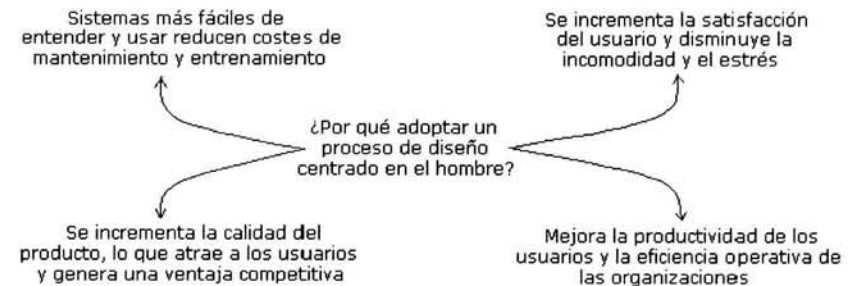 Sistemas más fáciles de
entender y usar reducen costes de
mantenimiento y entrenamiento
Se incrementa la satisfacción
del usuario y disminuye la
incomodidad y el estrés
¿Por qué adoptar un
proceso de diseño
centrado en el hombre?
Se incrementa la calidad del
producto, lo que atrae a los usuarios
y genera una ventaja competitiva
Mejora la productividad de los
usuarios y la eficiencia operativa de
las organizaciones